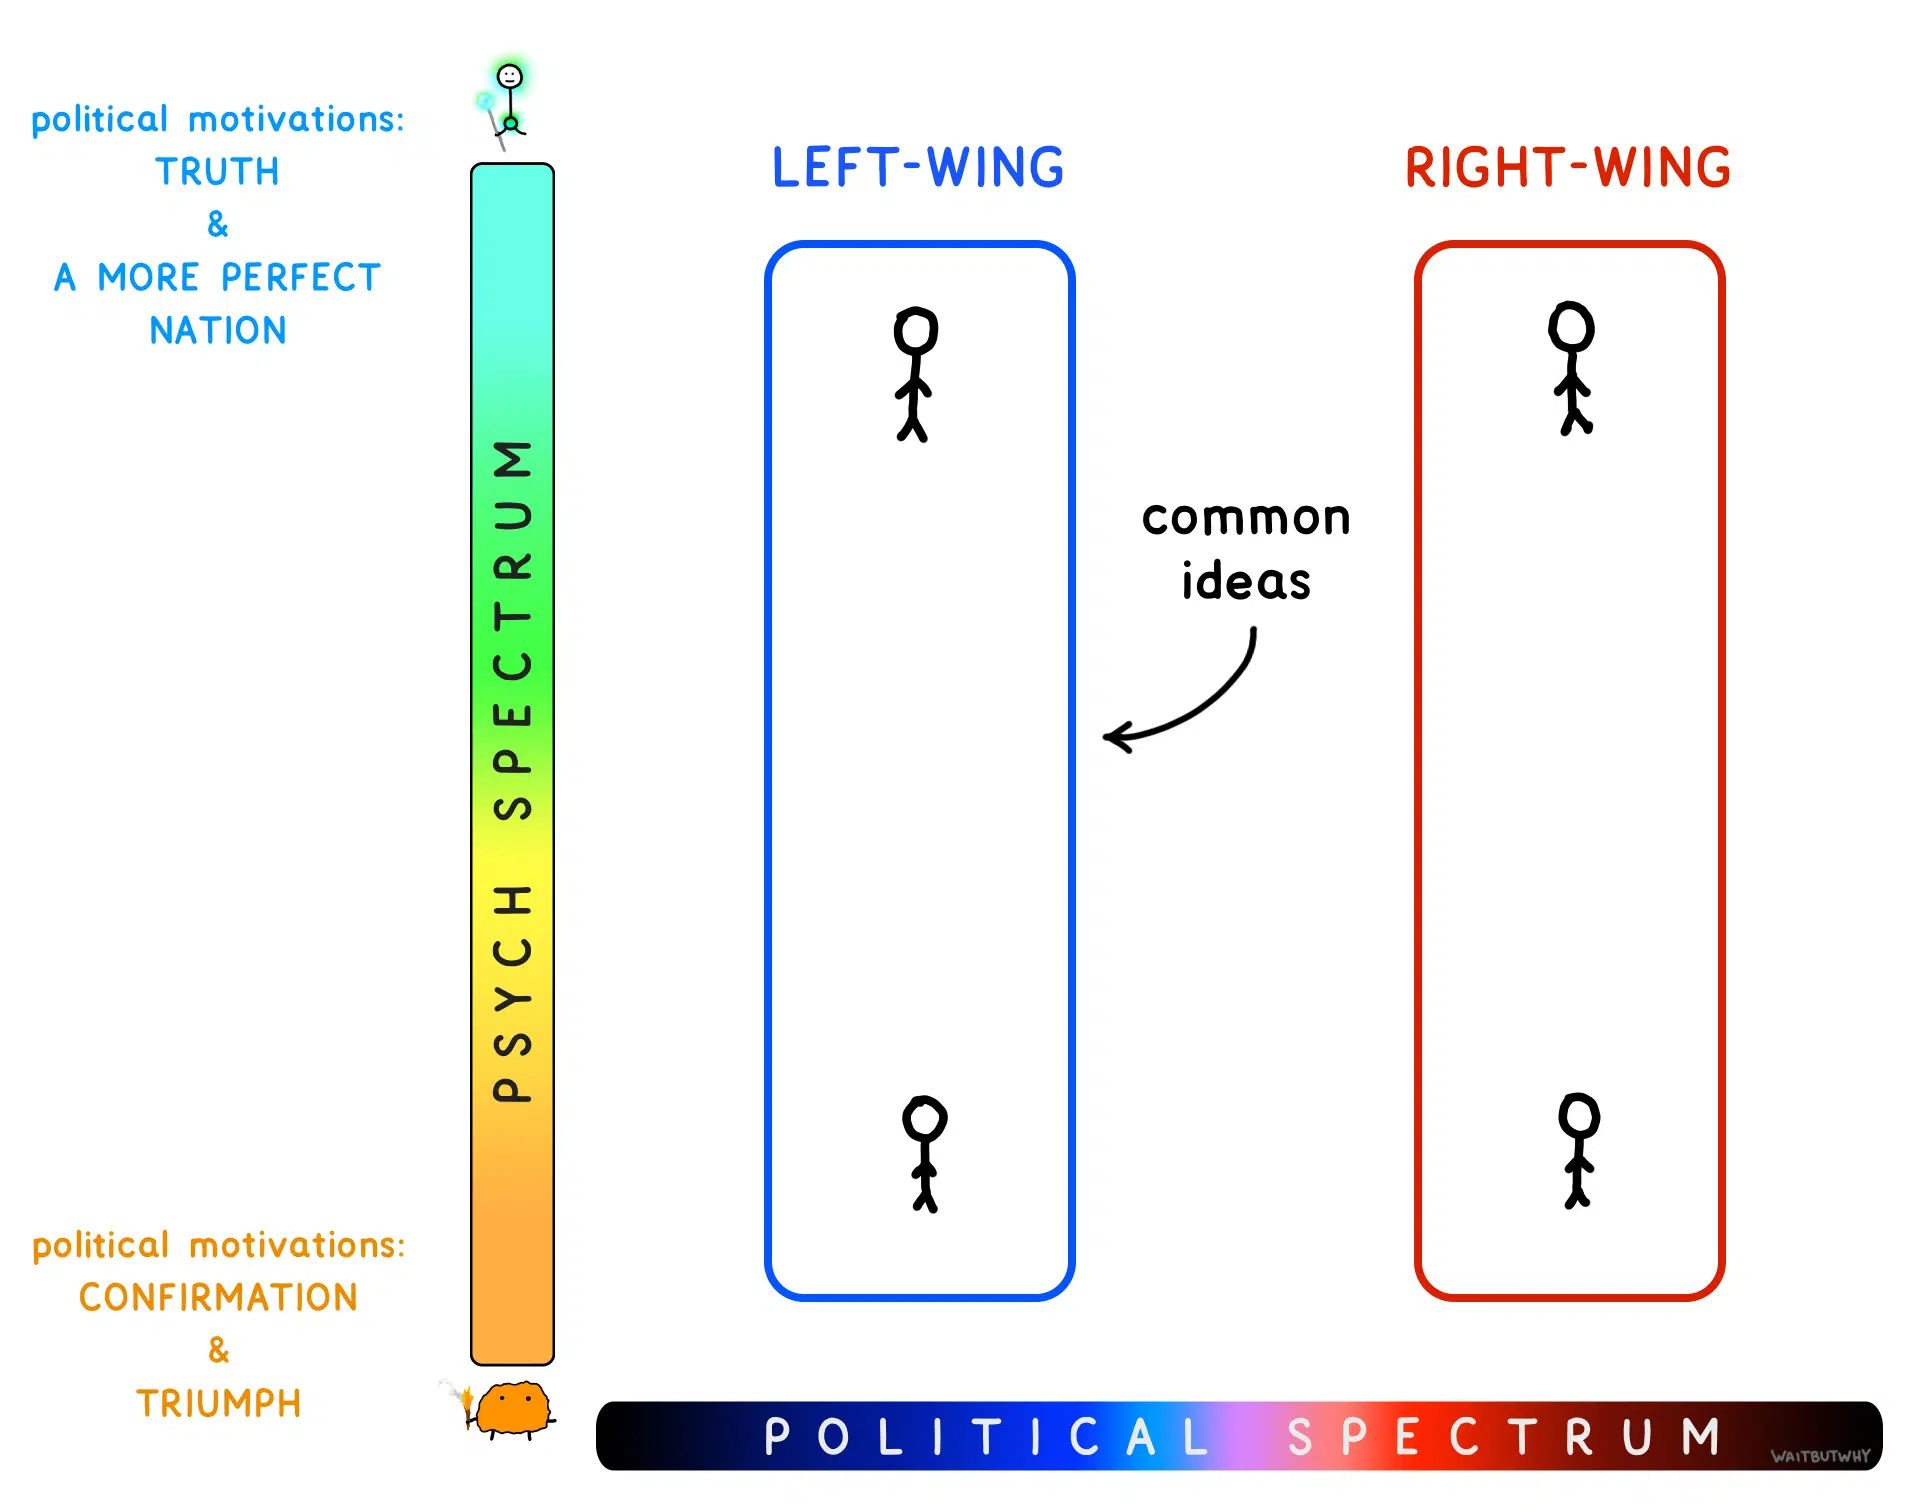 political motivations:
TRUTH
&
A MORE PERFECT
NATION
LEFT-WING
RIGHT-WING
common
ideas
PSYCH SPECTRUM
political motivations:
CONFIRMATION
&
TRIUMPH
POLITICAL SPECTRUM
WAITBUTWHY